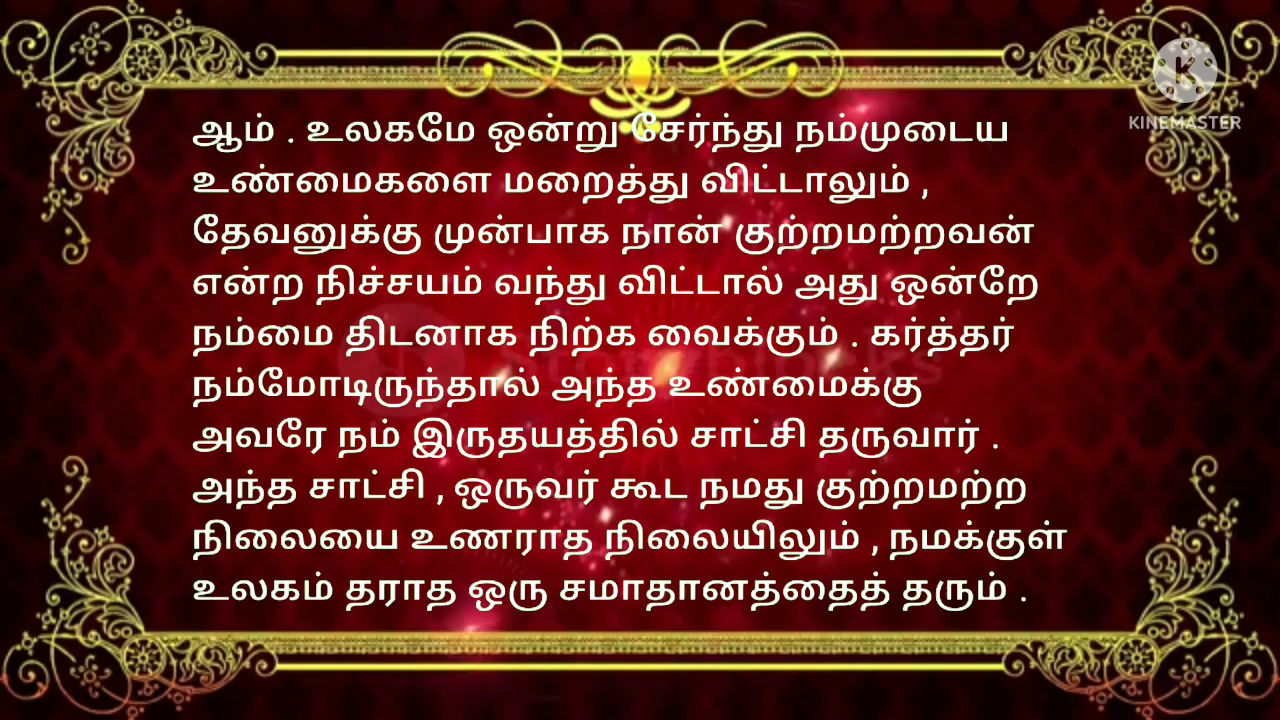 ஆம் . உலகமே ஒன்று சேர்ந்து நம்முடைய
உண்மைகளை மறைத்து விட்டாலும் ,
தேவனுக்கு முன்பாக நான் குற்றமற்றவன்
என்ற நிச்சயம் வந்து விட்டால் அது ஒன்றே
நம்மை திடனாக நிற்க வைக்கும் . கர்த்தர்
நம்மோடிருந்தால் அந்த உண்மைக்கு
அவரே நம் இருதயத்தில் சாட்சி தருவார் .
அந்த சாட்சி , ஒருவர் கூட நமது குற்றமற்ற
நிலையை உணராத நிலையிலும் , நமக்குள்
உலகம் தராத ஒரு சமாதானத்தைத் தரும் .
K
KINEMASTER